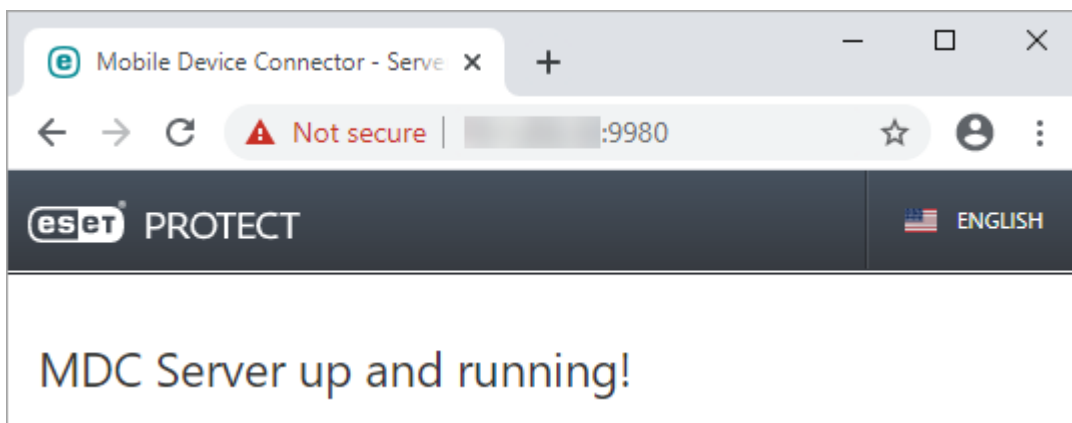 Mobile Device Connector - Serve
Not secure :9980
eset PROTECT
ENGLISH
MDC Server up and running!